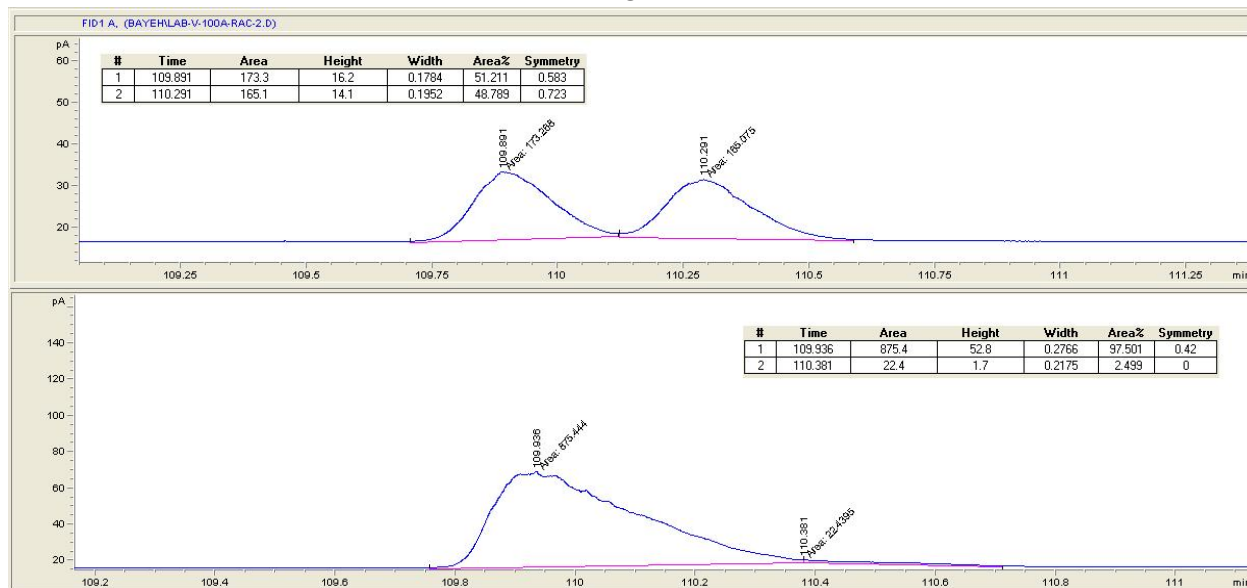 FID1 A, (BAYEH\LAB-V-100A-RAC-2.D)
pA
# Time Area Height Width Area% Symmetry
1 109.891 173.3 16.2 0.1784 51.211 0.583
2 110.291 165.1 14.1 0.1952 48.789 0.723
60
50
40
30
20
109.891
Area: 173.288
110.291
Area: 165.075
109.25 109.5 109.75 110 110.25 110.5 110.75 111 111.25 min
pA
# Time Area Height Width Area% Symmetry
1 109.936 875.4 52.8 0.2766 97.501 0.42
2 110.381 22.4 1.7 0.2175 2.499 0
140
120
100
80
60
40
20
109.936
Area: 875.444
110.381
Area: 22.4395
109.2 109.4 109.6 109.8 110 110.2 110.4 110.6 110.8 111 min